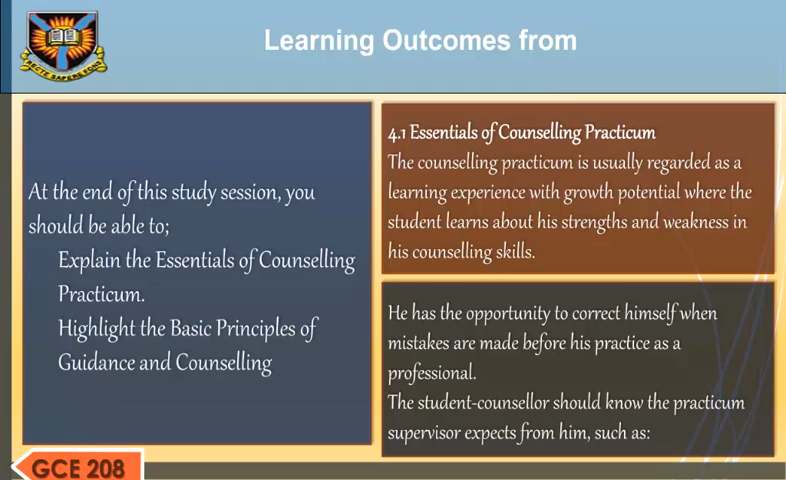 Learning Outcomes from
RECTE SAPERE FONS
At the end of this study session, you
should be able to;
Explain the Essentials of Counselling
Practicum.
Highlight the Basic Principles of
Guidance and Counselling
4.1 Essentials of Counselling Practicum
The counselling practicum is usually regarded as a
learning experience with growth potential where the
student learns about his strengths and weakness in
his counselling skills.
He has the opportunity to correct himself when
mistakes are made before his practice as a
professional.
The student-counsellor should know the practicum
supervisor expects from him, such as:
GCE 208